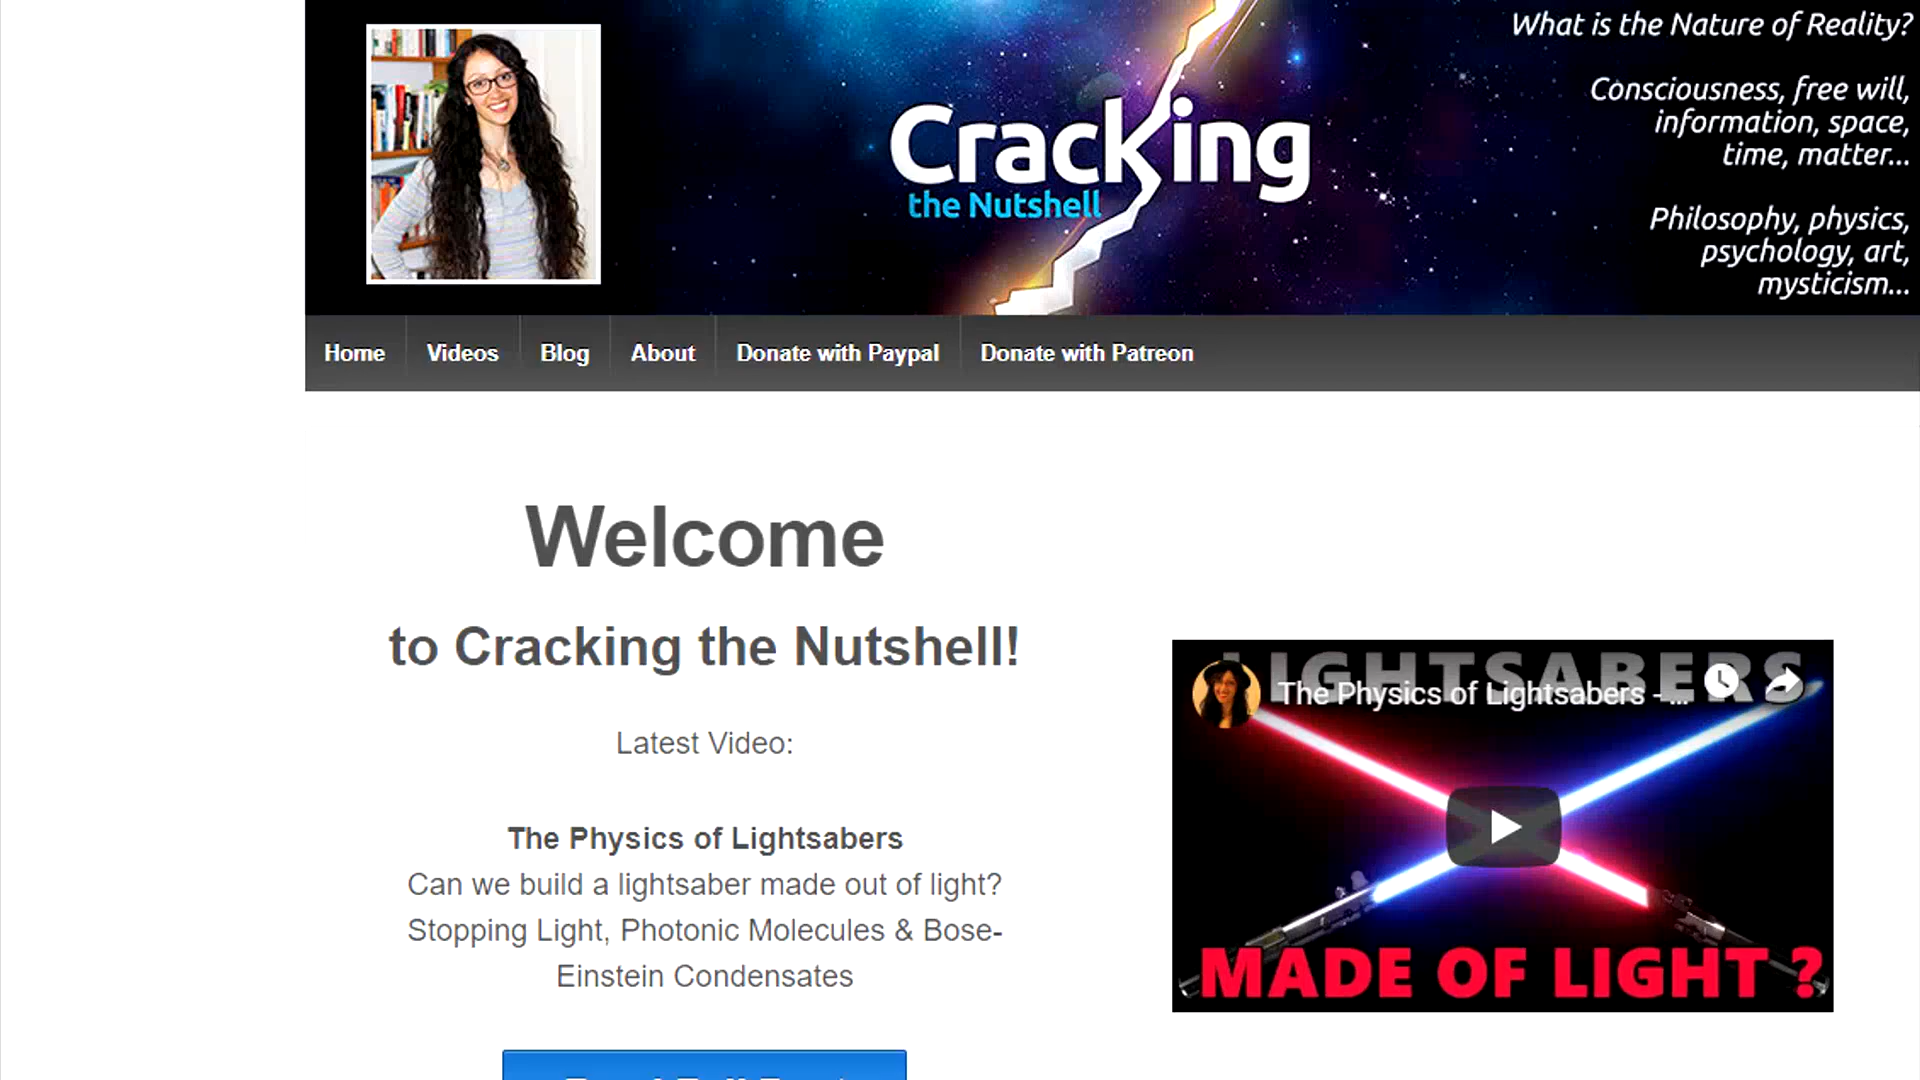 What is the Nature of Reality?
Consciousness, free will,
information, space,
time, matter...
Philosophy, physics,
psychology, art,
mysticism...
Cracking
the Nutshell
Home Videos Blog About Donate with Paypal Donate with Patreon
Welcome
to Cracking the Nutshell!
Latest Video:
The Physics of Lightsabers
Can we build a lightsaber made out of light?
Stopping Light, Photonic Molecules & Bose-
Einstein Condensates
LIGHTSABERS
The Physics of Lightsabers - ...
MADE OF LIGHT ?